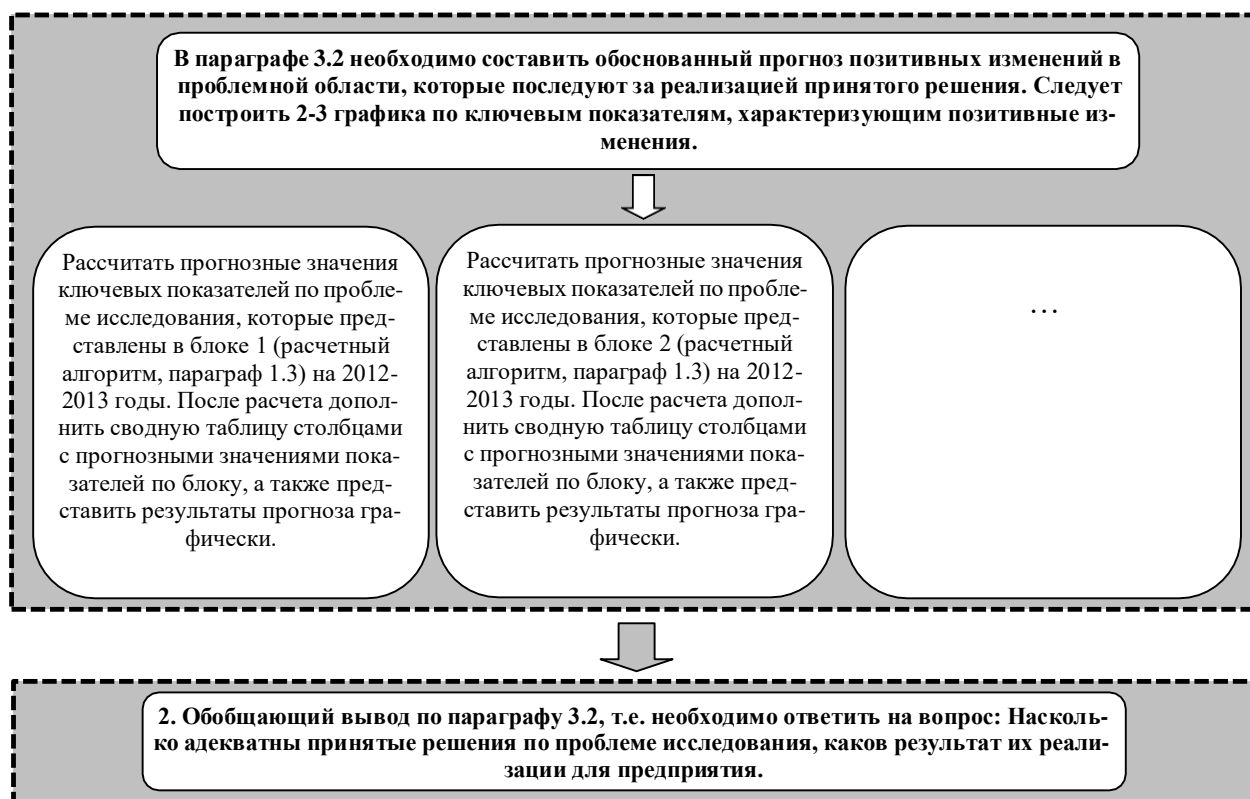 В параграфе 3.2 необходимо составить обоснованный прогноз позитивных изменений в
проблемной области, которые последуют за реализацией принятого решения. Следует
построить 2-3 графика по ключевым показателям, характеризующим позитивные из-
менения.
Рассчитать прогнозные значения
ключевых показателей по пробле-
ме исследования, которые пред-
ставлены в блоке 1 (расчетный
алгоритм, параграф 1.3) на 2012-
2013 годы. После расчета допол-
нить сводную таблицу столбцами
с прогнозными значениями пока-
зателей по блоку, а также пред-
ставить результаты прогноза гра-
фически.
Рассчитать прогнозные значения
ключевых показателей по пробле-
ме исследования, которые пред-
ставлены в блоке 2 (расчетный
алгоритм, параграф 1.3) на 2012-
2013 годы. После расчета допол-
нить сводную таблицу столбцами
с прогнозными значениями пока-
зателей по блоку, а также пред-
ставить результаты прогноза гра-
фически.
…
2. Обобщающий вывод по параграфу 3.2, т.е. необходимо ответить на вопрос: Насколь-
ко адекватны принятые решения по проблеме исследования, каков результат их реали-
зации для предприятия.